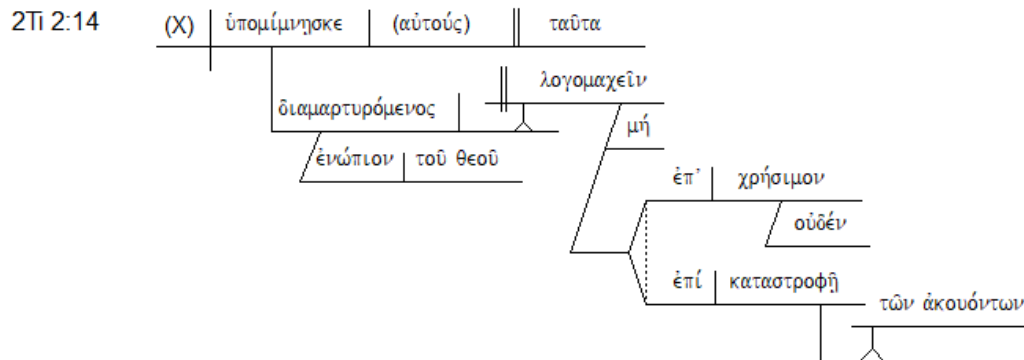 2Ti 2:14 (X) ὑπομίμνῃσκε (αὐτούς) ταῦτα
λογομαχεῖν
διαμαρτυρόμενος
μή
ἐνώπιον τοῦ θεοῦ
ἐπ' χρήσιμον
οὐδέν
ἐπί καταστροφῇ
τῶν ἀκουόντων